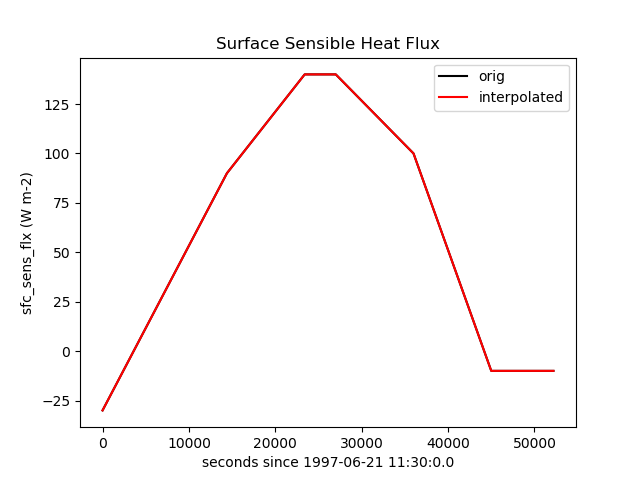 Surface Sensible Heat Flux
orig
interpolated
sfc_sens_flx (W m-2)
125
100
75
50
25
0
−25
0 10000 20000 30000 40000 50000
seconds since 1997-06-21 11:30:0.0